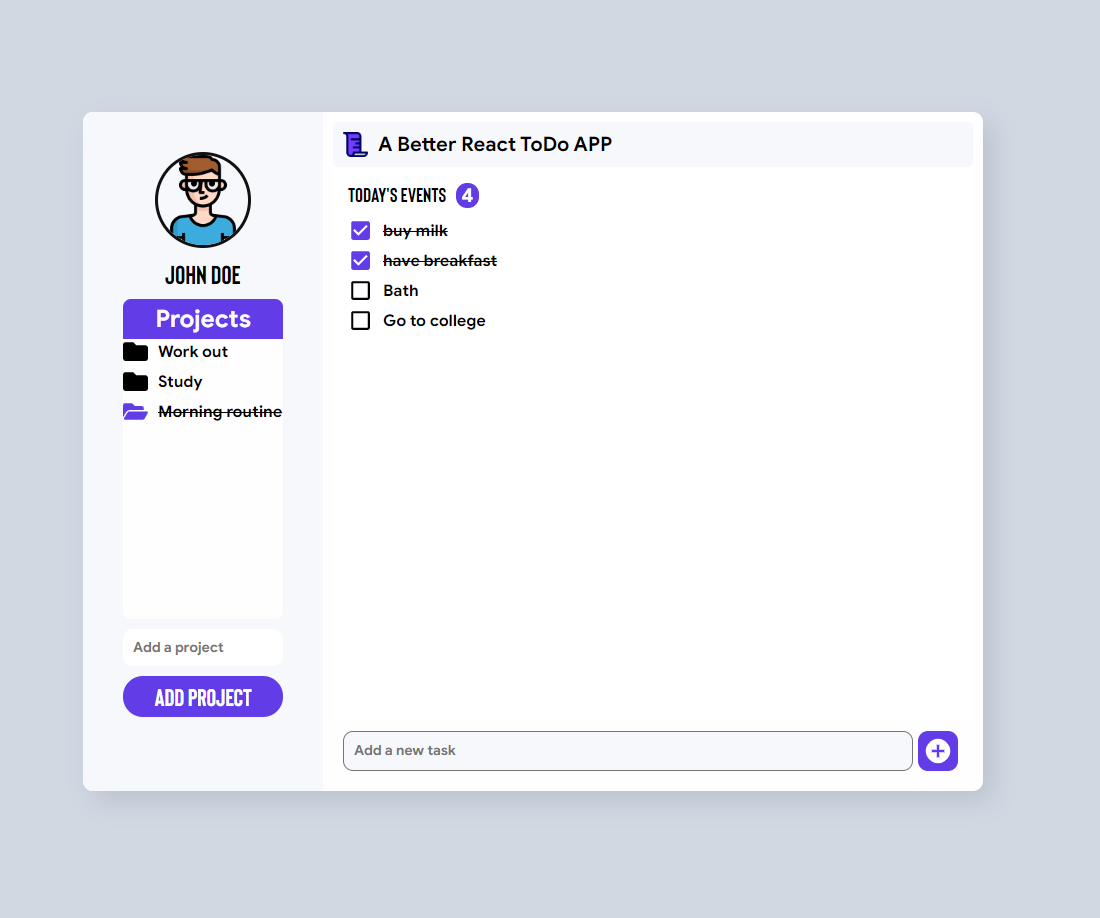 JOHN DOE
Projects
Work out
Study
Morning routine
Add a project
ADD PROJECT
A Better React ToDo APP
TODAY'S EVENTS 4
buy milk
have breakfast
Bath
Go to college
Add a new task